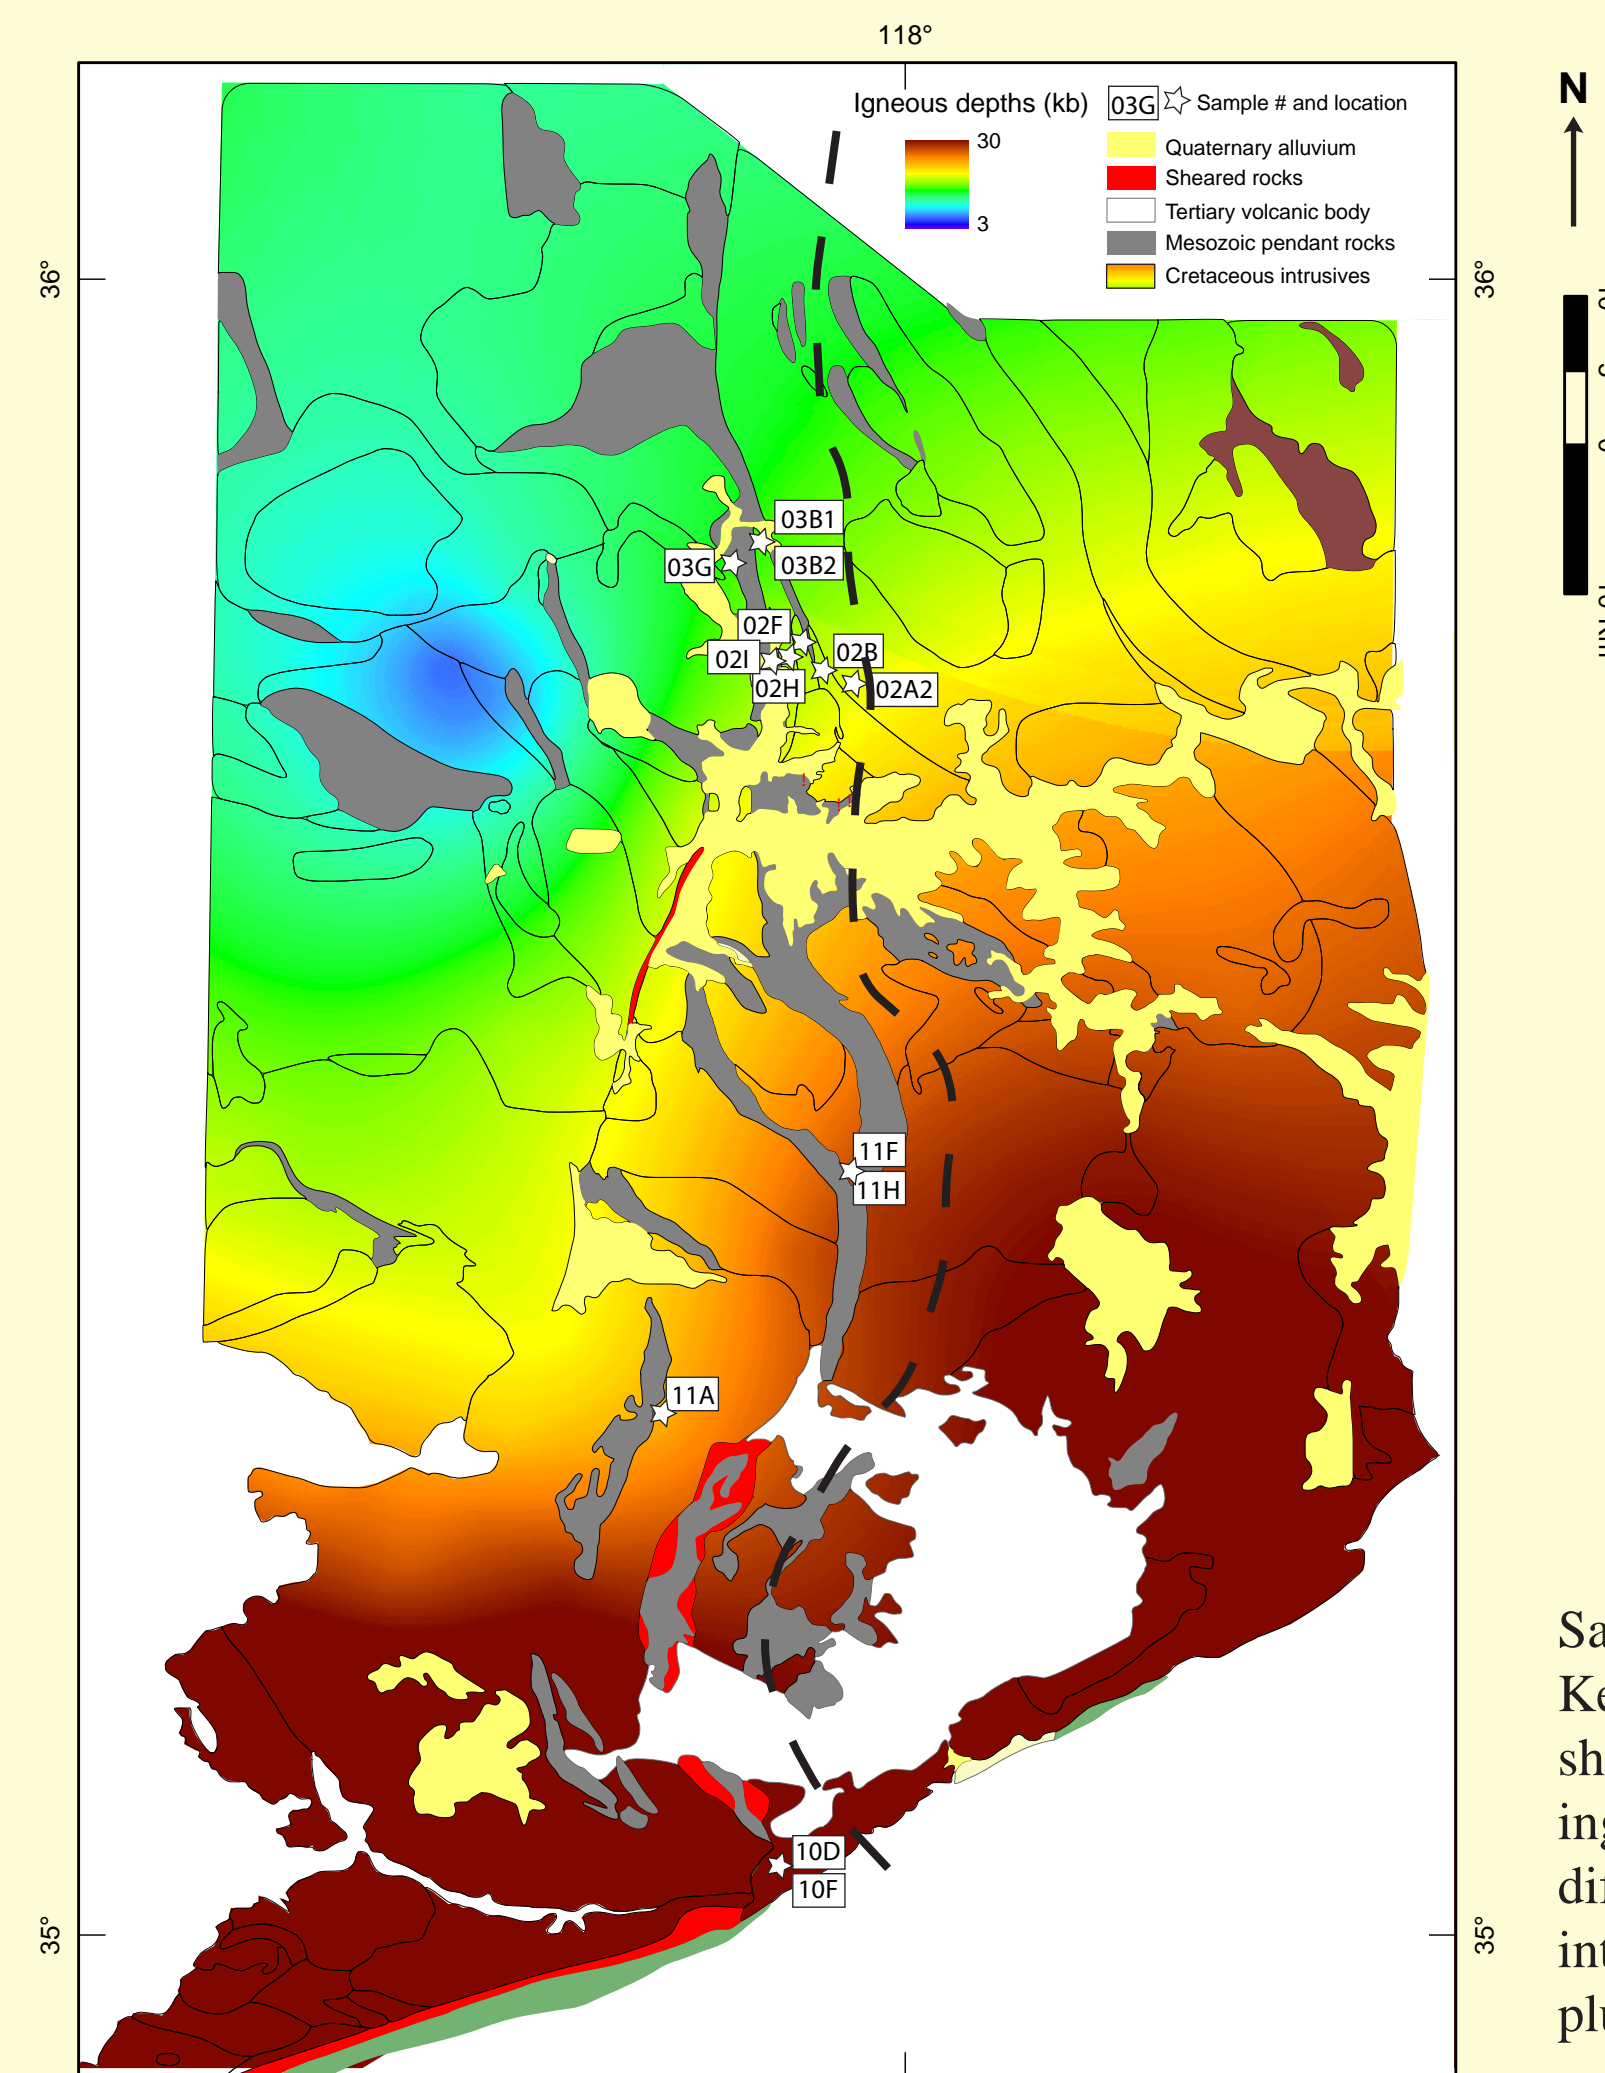 118°
N
Igneous depths (kb)
30
3
03G
Sample # and location
Quaternary alluvium
Sheared rocks
Tertiary volcanic body
Mesozoic pendant rocks
Cretaceous intrusives
36°
36°
03B1
03G
03B2
02F
02I
02B
02H
02A2
11F
11H
11A
10D
10F
35°
35°